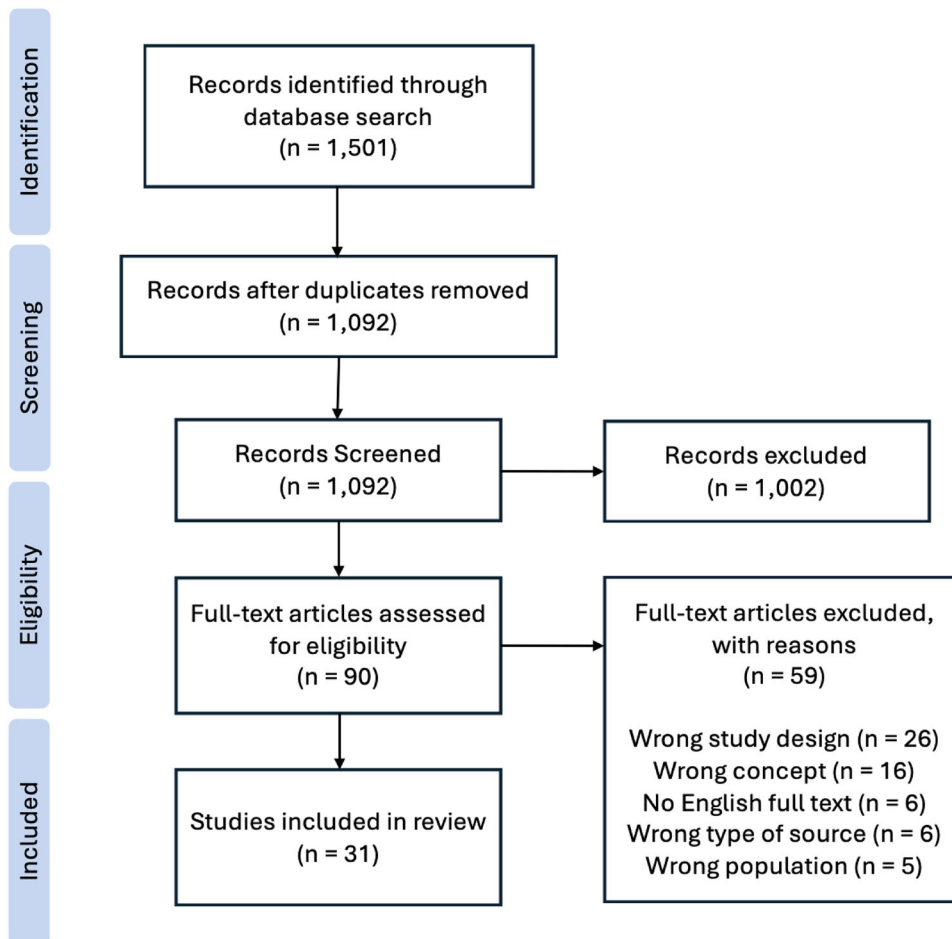 Identification
Records identified through
database search
(n = 1,501)
Screening
Records after duplicates removed
(n = 1,092)
Records Screened
(n = 1,092)
Records excluded
(n = 1,002)
Eligibility
Full-text articles assessed
for eligibility
(n = 90)
Full-text articles excluded,
with reasons
(n = 59)
Wrong study design (n = 26)
Wrong concept (n = 16)
No English full text (n = 6)
Wrong type of source (n = 6)
Wrong population (n = 5)
Included
Studies included in review
(n = 31)